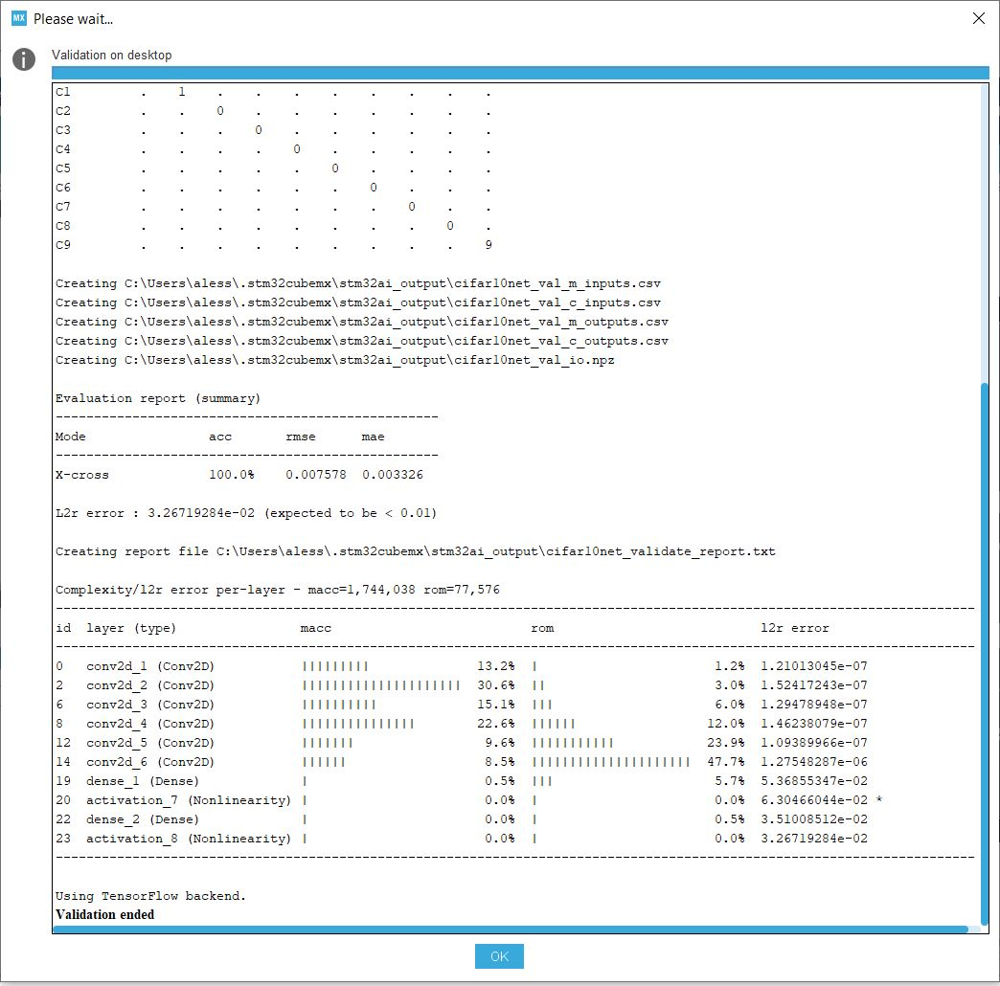 MX Please wait...
Validation on desktop
C1 . 1 . . . . . . . .
C2 . . 0 . . . . . . .
C3 . . . 0 . . . . . .
C4 . . . . 0 . . . . .
C5 . . . . . 0 . . . .
C6 . . . . . . 0 . . .
C7 . . . . . . . 0 . .
C8 . . . . . . . . 0 .
C9 . . . . . . . . . 9
Creating C:\Users\aless\.stm32cubemx\stm32ai_output\cifar10net_val_m_inputs.csv
Creating C:\Users\aless\.stm32cubemx\stm32ai_output\cifar10net_val_c_inputs.csv
Creating C:\Users\aless\.stm32cubemx\stm32ai_output\cifar10net_val_m_outputs.csv
Creating C:\Users\aless\.stm32cubemx\stm32ai_output\cifar10net_val_c_outputs.csv
Creating C:\Users\aless\.stm32cubemx\stm32ai_output\cifar10net_val_io.npz
Evaluation report (summary)
--------------------------------------------------
Mode acc rmse mae
--------------------------------------------------
X-cross 100.0% 0.007578 0.003326
L2r error : 3.26719284e-02 (expected to be < 0.01)
Creating report file C:\Users\aless\.stm32cubemx\stm32ai_output\cifar10net_validate_report.txt
Complexity/l2r error per-layer - macc=1,744,038 rom=77,576
------------------------------------------------------------------------------------------------------------------------
id layer (type) macc rom l2r error
------------------------------------------------------------------------------------------------------------------------
0 conv2d_1 (Conv2D) ||||||||| 13.2% | 1.2% 1.21013045e-07
2 conv2d_2 (Conv2D) ||||||||||||||||||||| 30.6% || 3.0% 1.52417243e-07
6 conv2d_3 (Conv2D) |||||||||| 15.1% ||| 6.0% 1.29478948e-07
8 conv2d_4 (Conv2D) ||||||||||||||| 22.6% |||||| 12.0% 1.46238079e-07
12 conv2d_5 (Conv2D) ||||||| 9.6% ||||||||||| 23.9% 1.09389966e-07
14 conv2d_6 (Conv2D) |||||| 8.5% ||||||||||||||||||||| 47.7% 1.27548287e-06
19 dense_1 (Dense) | 0.5% ||| 5.7% 5.36855347e-02
20 activation_7 (Nonlinearity) | 0.0% | 0.0% 6.30466044e-02 *
22 dense_2 (Dense) | 0.0% | 0.5% 3.51008512e-02
23 activation_8 (Nonlinearity) | 0.0% | 0.0% 3.26719284e-02
------------------------------------------------------------------------------------------------------------------------
Using TensorFlow backend.
Validation ended
OK